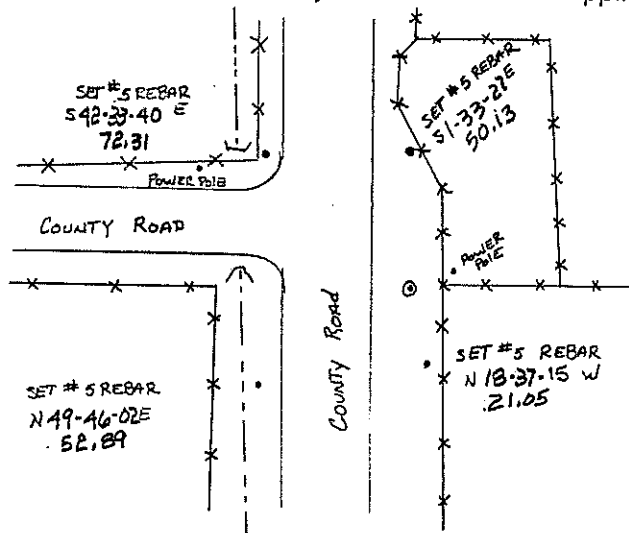 SET #5 REBAR
S42-33-40 E
72.31
POWER POLE
COUNTY ROAD
SET #5 REBAR
N49-46-02E
52.89
COUNTY ROAD
SET #5 REBAR
S1-33-28E
50.13
POWER
POLE
SET #5 REBAR
N 18-37-15 W
21.05